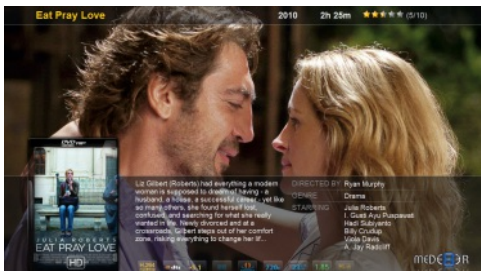 Eat Pray Love 2010 2h 25m (5/10)
Liz Gilbert (Roberts) had everything a modern
woman is supposed to dream of having - a
husband, a house, a successful career - yet like
so many others, she found herself lost,
confused, and searching for what she really
wanted in life. Newly divorced and at a
crossroads, Gilbert steps out of her comfort
zone, risking everything to change her lif...
DIRECTED BY Ryan Murphy
GENRE Drama
STARRING Julia Roberts
I. Gusti Ayu Puspawati
Hadi Subiyanto
Billy Crudup
Viola Davis
A. Jay Radcliff
JULIA ROBERTS
EAT PRAY LOVE
HD
dts 5.1